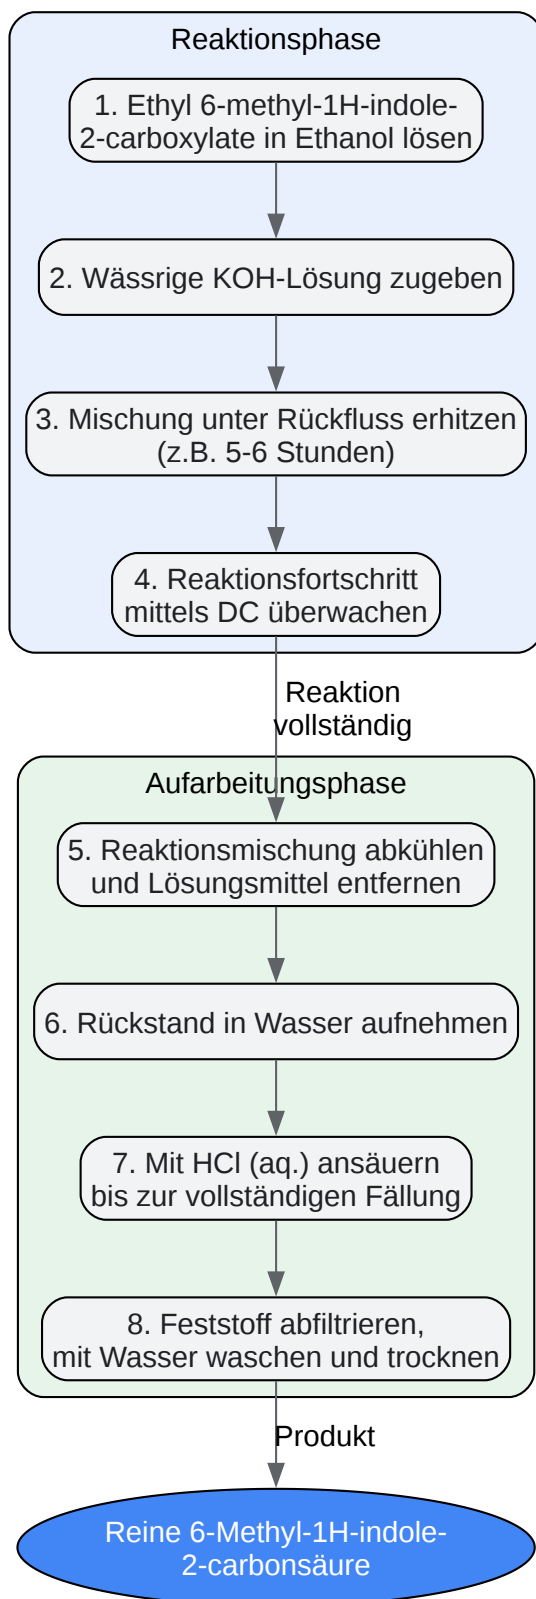 Reaktionsphase
1. Ethyl 6-methyl-1H-indole-
2-carboxylate in Ethanol lösen
2. Wässrige KOH-Lösung zugeben
3. Mischung unter Rückfluss erhitzen
(z.B. 5-6 Stunden)
4. Reaktionsfortschritt
mittels DC überwachen
Reaktion
vollständig
Aufarbeitungsphase
5. Reaktionsmischung abkühlen
und Lösungsmittel entfernen
6. Rückstand in Wasser aufnehmen
7. Mit HCl (aq.) ansäuern
bis zur vollständigen Fällung
8. Feststoff abfiltrieren,
mit Wasser waschen und trocknen
Produkt
Reine 6-Methyl-1H-indole-
2-carbonsäure